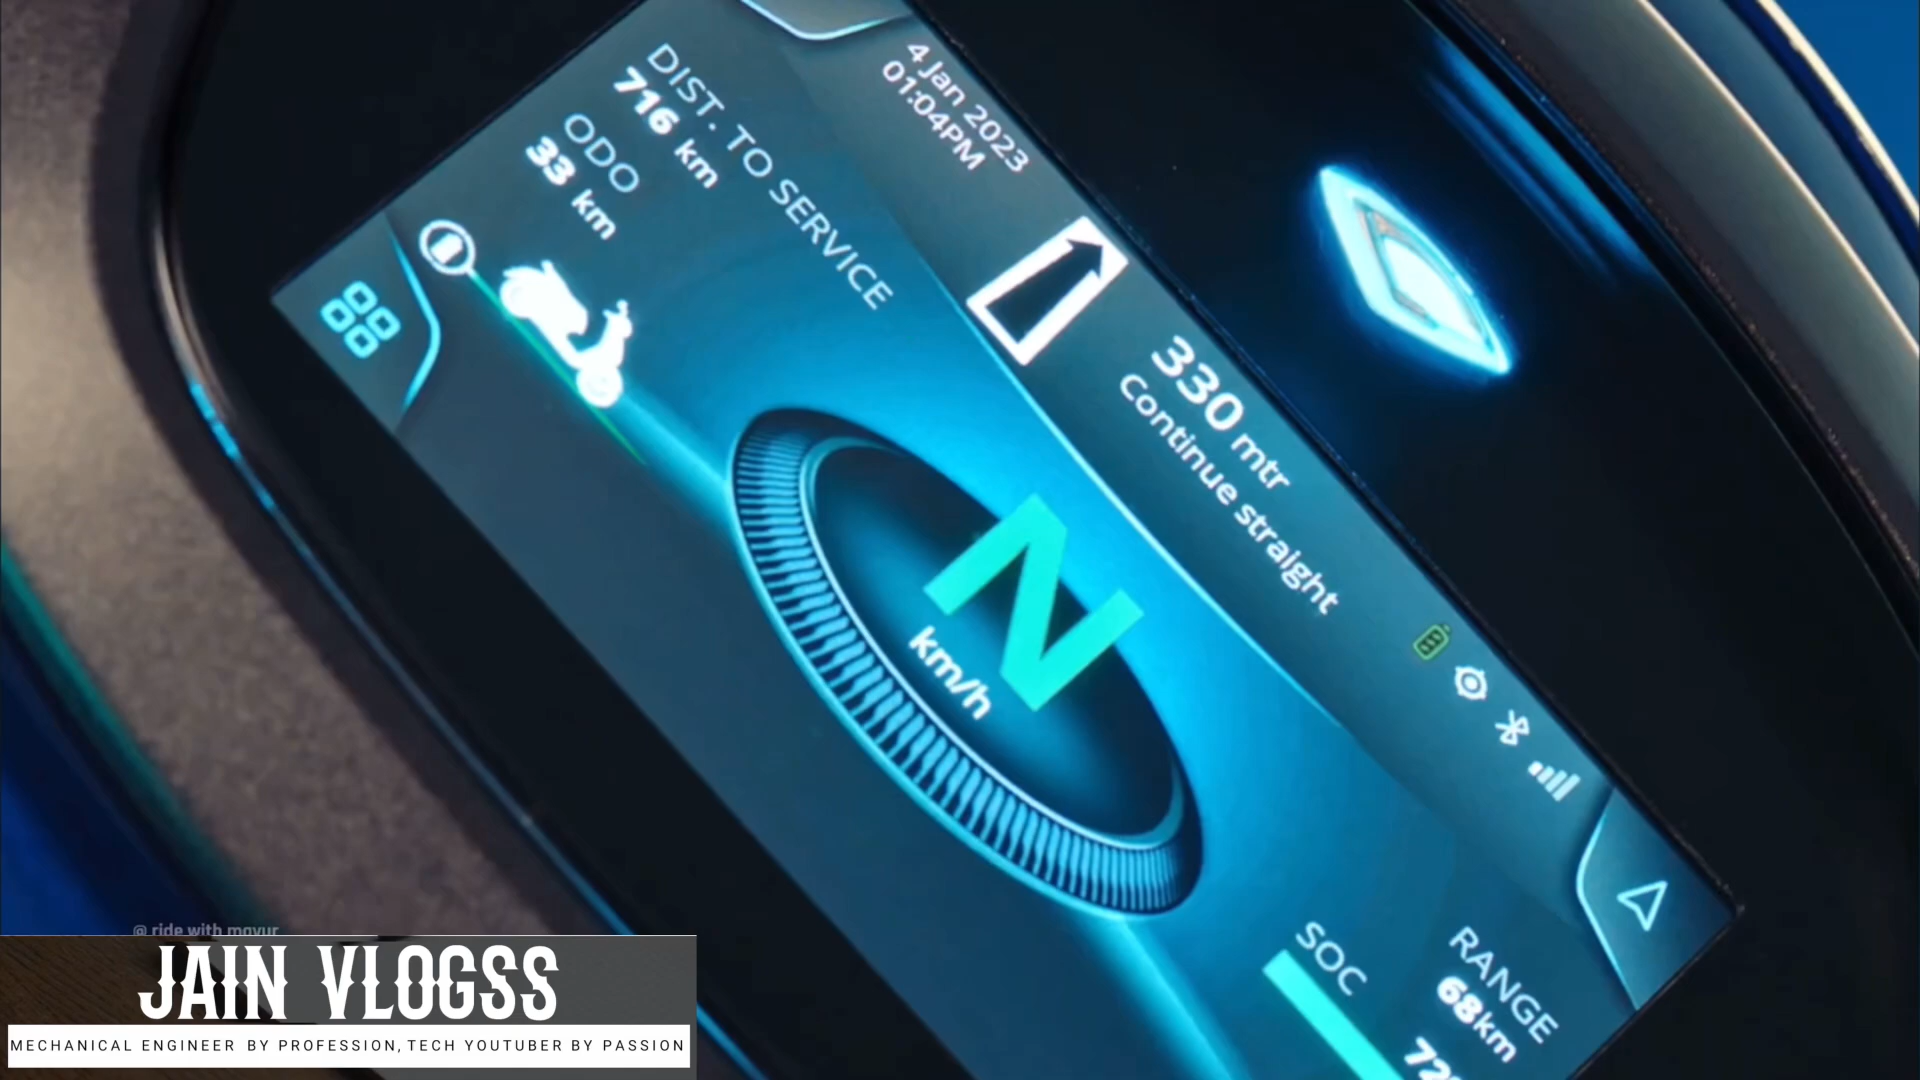 4 Jan 2023
01:04PM
DIST. TO SERVICE
716 km
ODO
33 km
330 mtr
Continue straight
N
km/h
SOC
RANGE
68km
@ ride with mayur
JAIN VLOGSS
MECHANICAL ENGINEER BY PROFESSION, TECH YOUTUBER BY PASSION